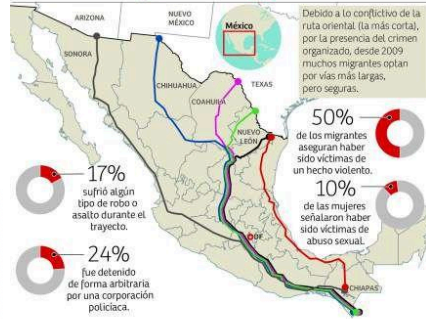 ARIZONA
NUEVO
MÉXICO
SONORA
CHIHUAHUA
COAHUILA
TEXAS
NUEVO
LEÓN
México
Debido a lo conflictivo de la
ruta oriental (la más corta),
por la presencia del crimen
organizado, desde 2009
muchos migrantes optan
por vías más largas,
pero seguras.
50%
de los migrantes
aseguran haber
sido víctimas de
un hecho violento.
10%
de las mujeres
señalaron haber
sido víctimas de
abuso sexual.
17%
sufrió algún
tipo de robo o
asalto durante el
trayecto.
24%
fue detenido
de forma arbitraria
por una corporación
policíaca.
DF
CHIAPAS